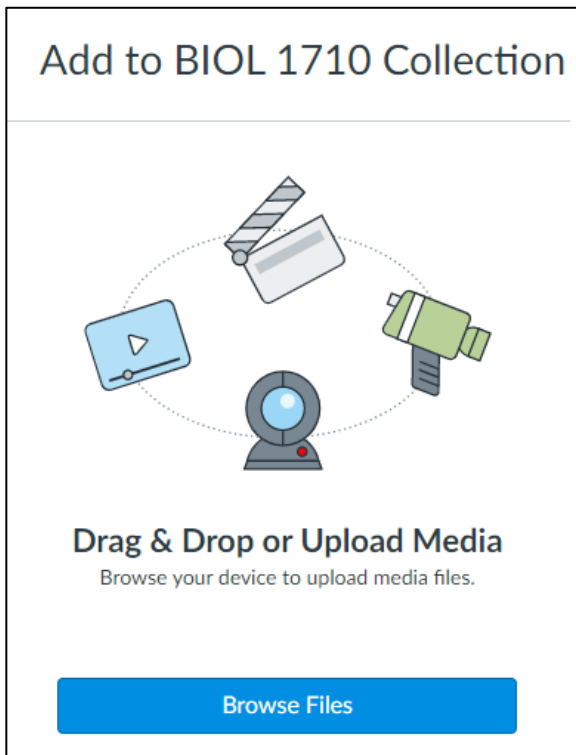 Add to BIOL 1710 Collection
Drag & Drop or Upload Media
Browse your device to upload media files.
Browse Files